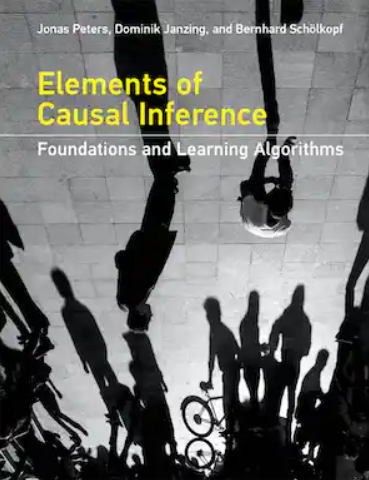 Jonas Peters, Dominik Janzing, and Bernhard Schölkopf
Elements of
Causal Inference
Foundations and Learning Algorithms